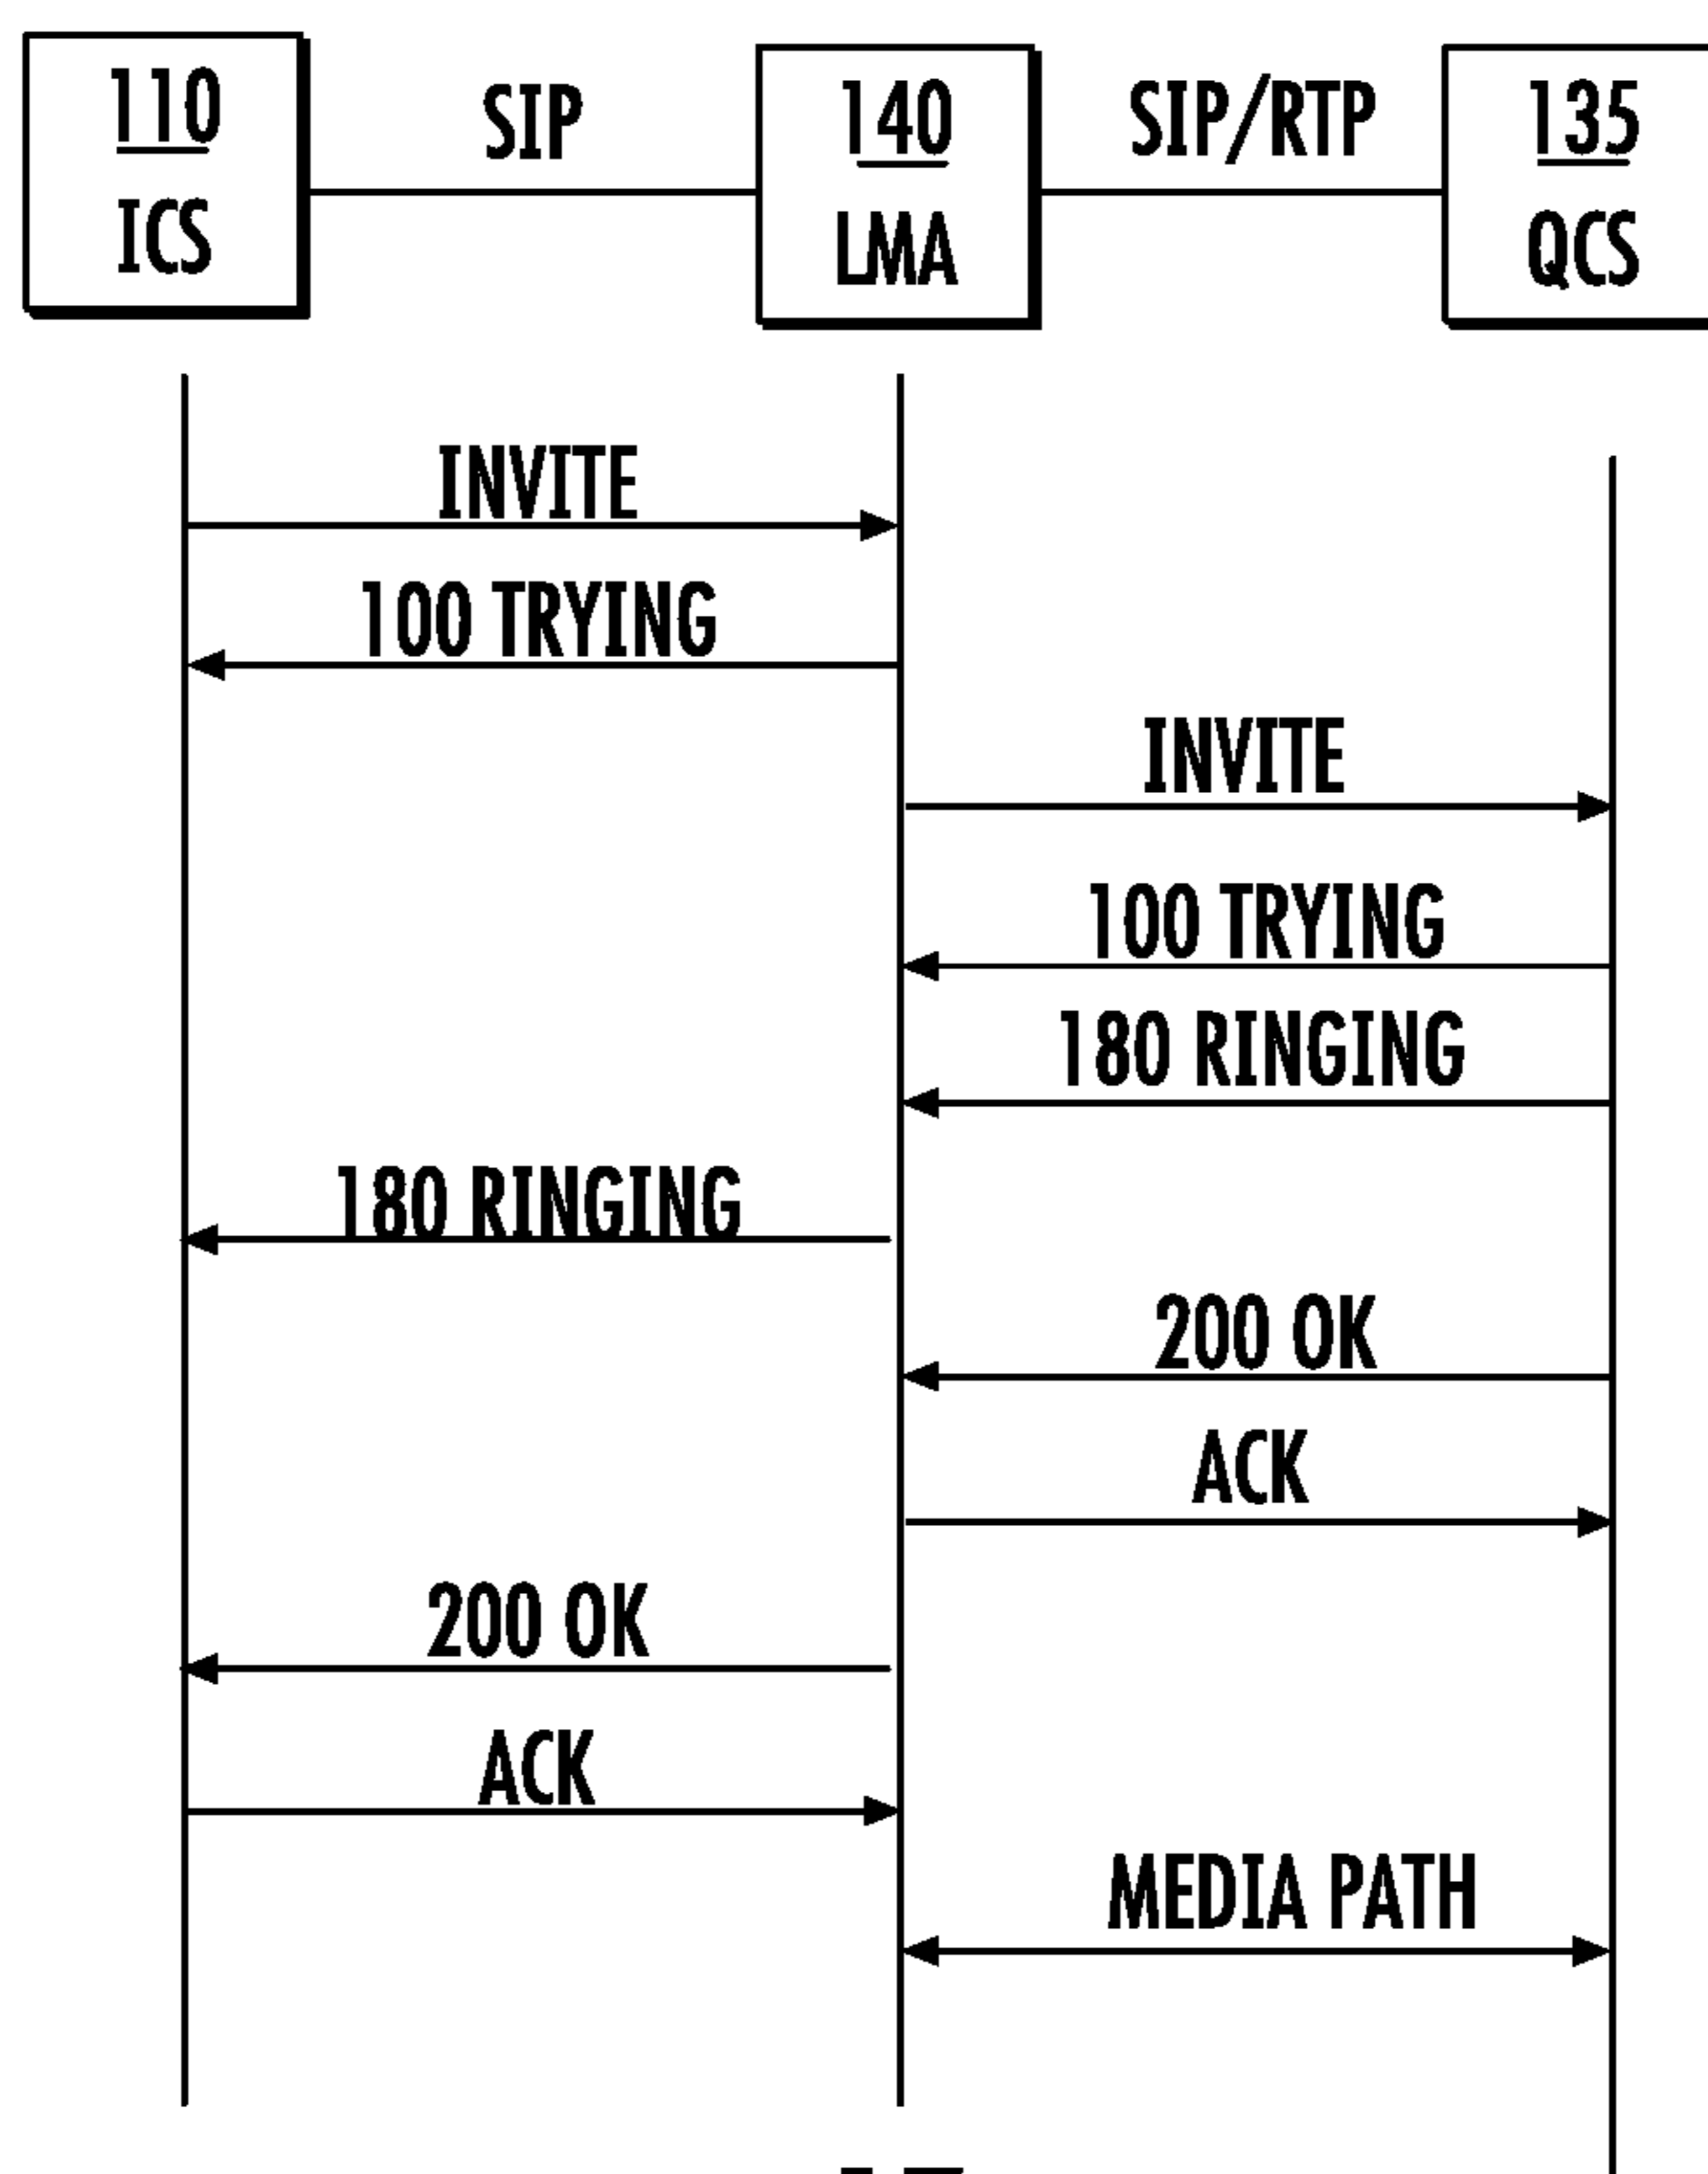 110
ICS
SIP
140
LMA
SIP/RTP
135
QCS
INVITE
100 TRYING
INVITE
100 TRYING
180 RINGING
180 RINGING
200 OK
ACK
200 OK
ACK
MEDIA PATH